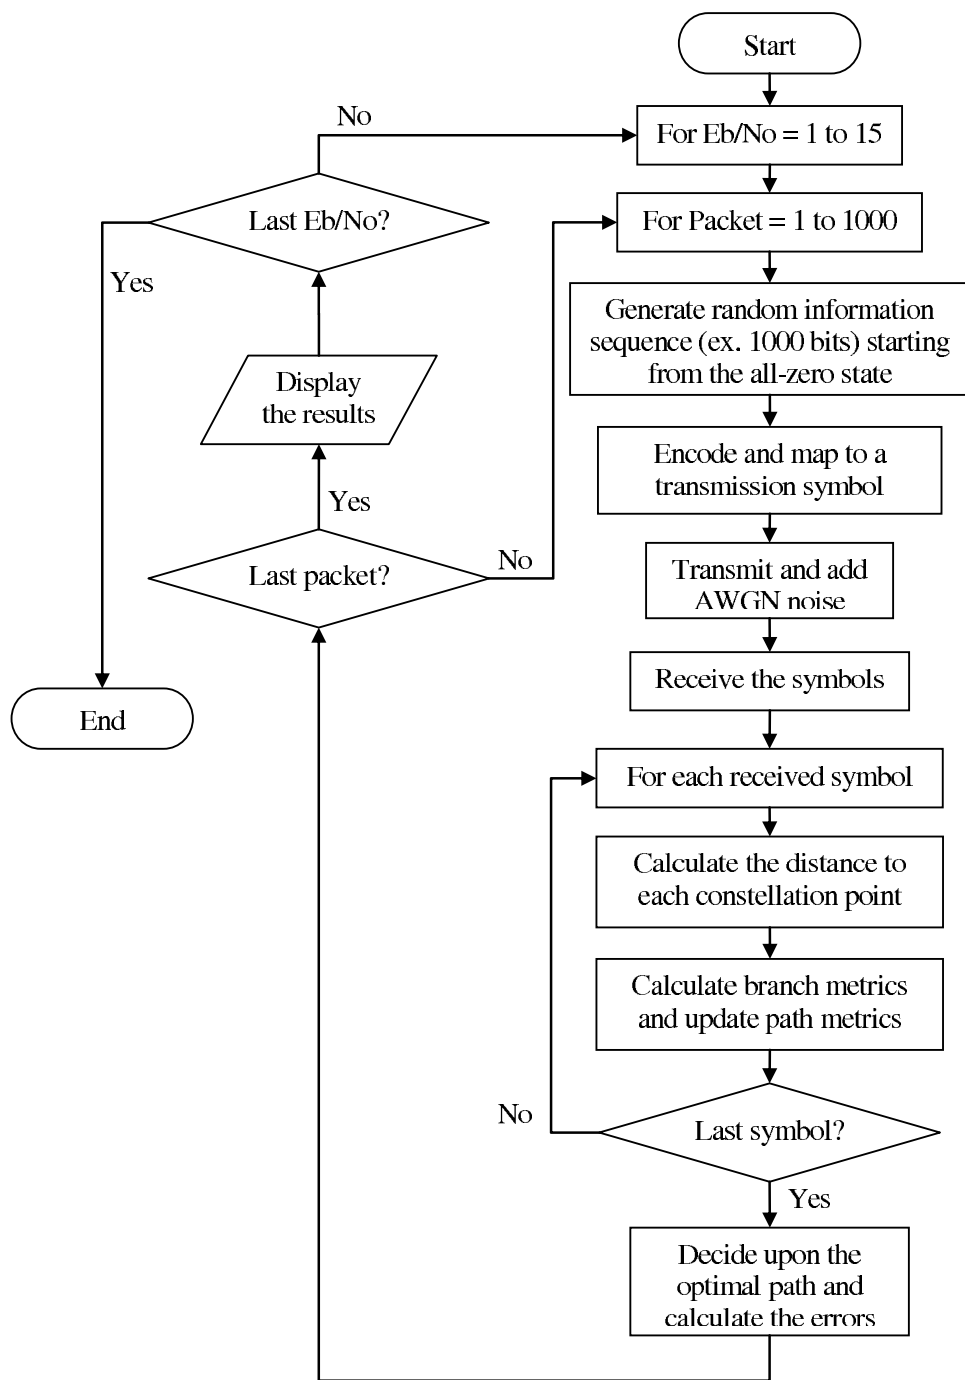 Start
For Eb/No = 1 to 15
No
For Packet = 1 to 1000
Last Eb/No?
Yes
Generate random information
sequence (ex. 1000 bits) starting
from the all-zero state
Display
the results
Encode and map to a
transmission symbol
Yes
Last packet?
No
Transmit and add
AWGN noise
Receive the symbols
End
For each received symbol
Calculate the distance to
each constellation point
Calculate branch metrics
and update path metrics
No
Last symbol?
Yes
Decide upon the
optimal path and
calculate the errors